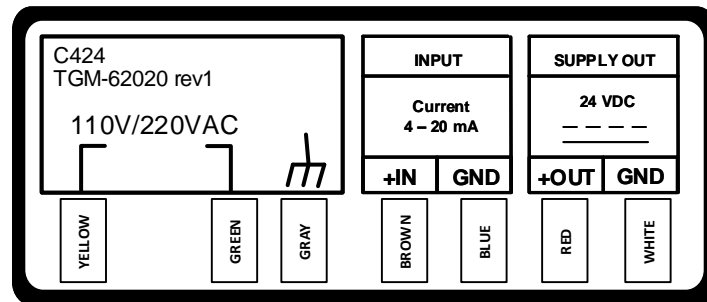 C424
TGM-62020 rev1
110V/220VAC
INPUT
Current
4 – 20 mA
+IN GND
SUPPLY OUT
24 VDC
+OUT GND
YELLOW
GREEN
GRAY
BROWN
BLUE
RED
WHITE